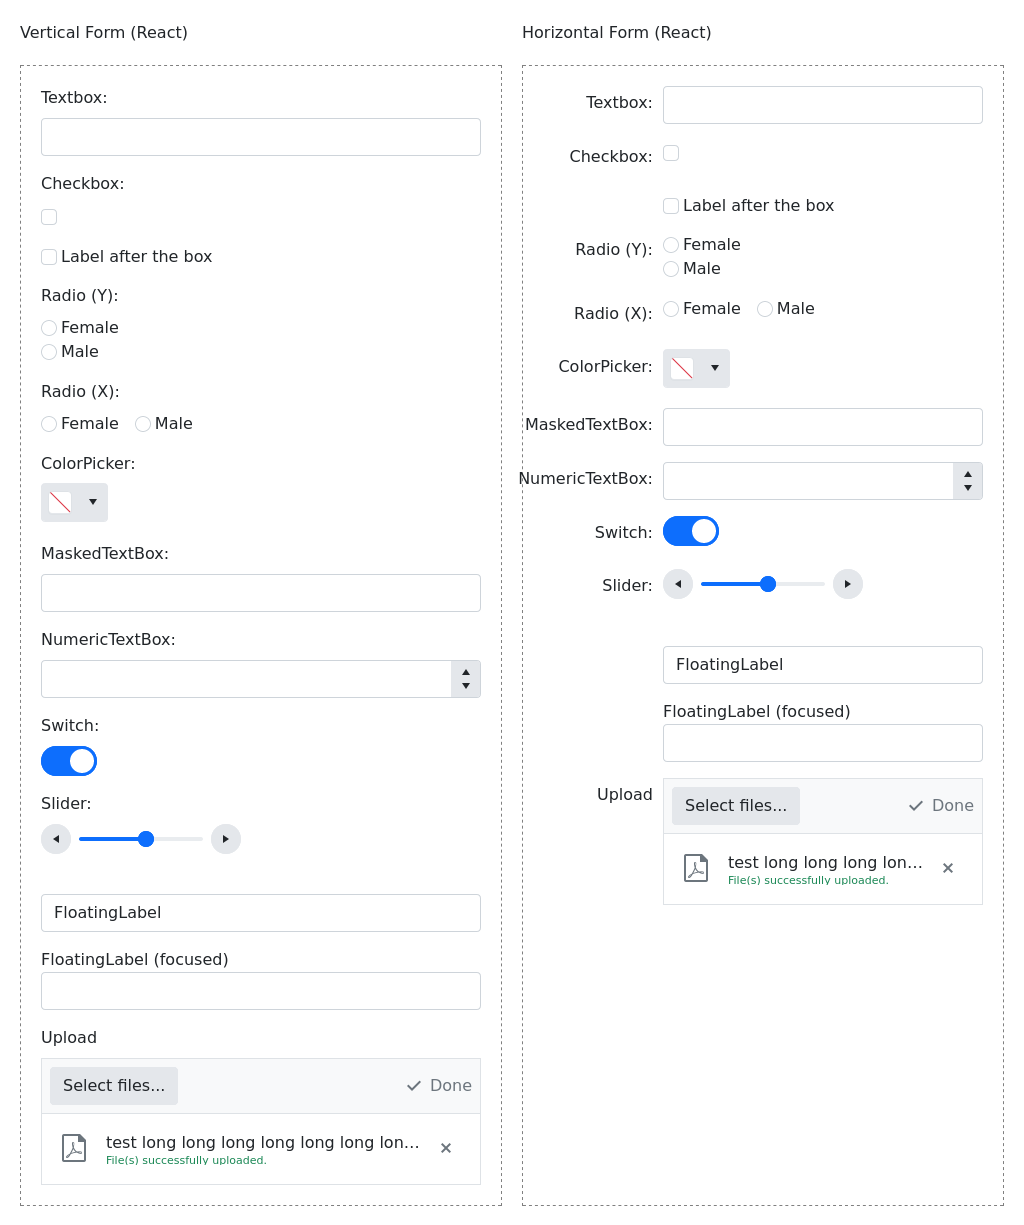 Vertical Form (React)
Textbox:
Checkbox:
Label after the box
Radio (Y):
Female
Male
Radio (X):
Female Male
ColorPicker:
MaskedTextBox:
NumericTextBox:
Switch:
Slider:
FloatingLabel
FloatingLabel (focused)
Upload
Select files... Done
test long long long long long long lon...
File(s) successfully uploaded.
Horizontal Form (React)
Textbox:
Checkbox:
Label after the box
Radio (Y): Female
Male
Radio (X): Female Male
ColorPicker:
MaskedTextBox:
NumericTextBox:
Switch:
Slider:
FloatingLabel
FloatingLabel (focused)
Upload Select files... Done
test long long long lon...
File(s) successfully uploaded.